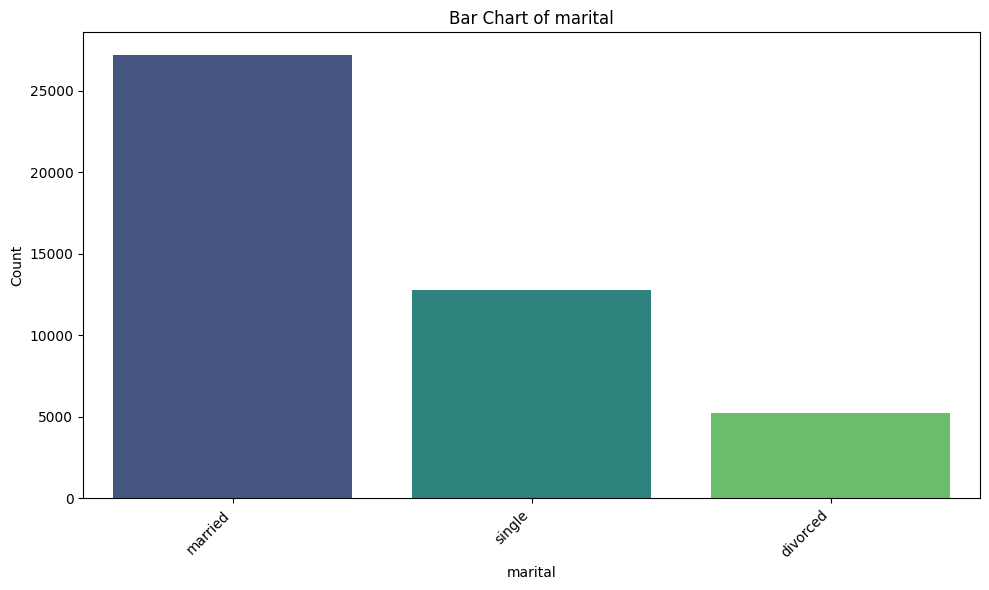 Bar Chart of marital
Count
25000
20000
15000
10000
5000
0
married
single
divorced
marital